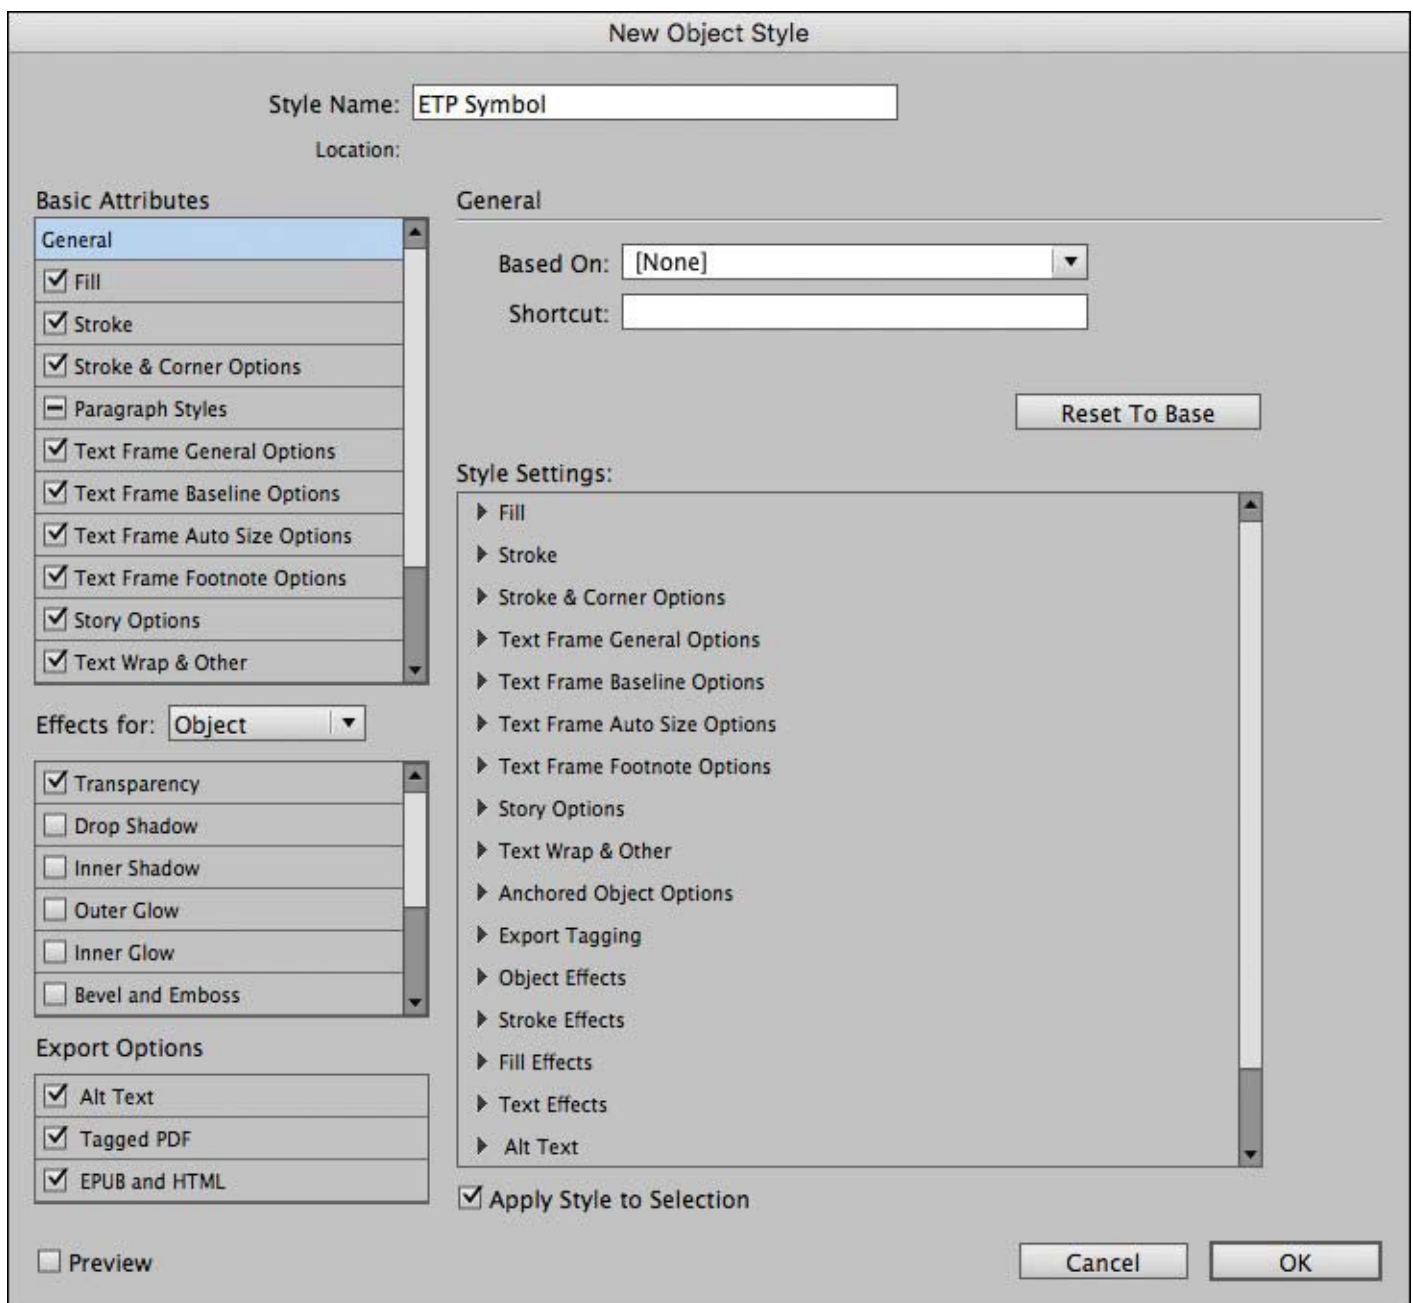 New Object Style
Style Name: ETP Symbol
Location:
Basic Attributes
General
Fill
Stroke
Stroke & Corner Options
Paragraph Styles
Text Frame General Options
Text Frame Baseline Options
Text Frame Auto Size Options
Text Frame Footnote Options
Story Options
Text Wrap & Other
Effects for: Object
Transparency
Drop Shadow
Inner Shadow
Outer Glow
Inner Glow
Bevel and Emboss
Export Options
Alt Text
Tagged PDF
EPUB and HTML
Preview
General
Based On: [None]
Shortcut:
Reset To Base
Style Settings:
Fill
Stroke
Stroke & Corner Options
Text Frame General Options
Text Frame Baseline Options
Text Frame Auto Size Options
Text Frame Footnote Options
Story Options
Text Wrap & Other
Anchored Object Options
Export Tagging
Object Effects
Stroke Effects
Fill Effects
Text Effects
Alt Text
Apply Style to Selection
Cancel
OK